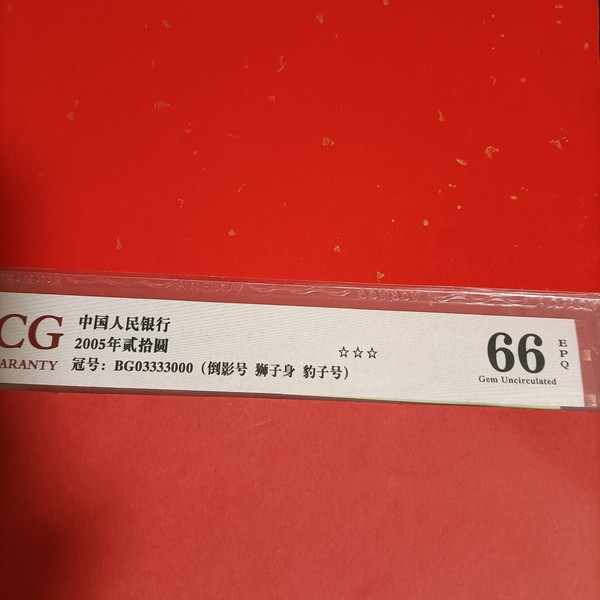 CG
ARANTY
中国人民银行
2005年贰拾圆
冠号：BG03333000（倒影号 狮子身 豹子号）
☆☆☆
66
EPQ
Gem Uncirculated